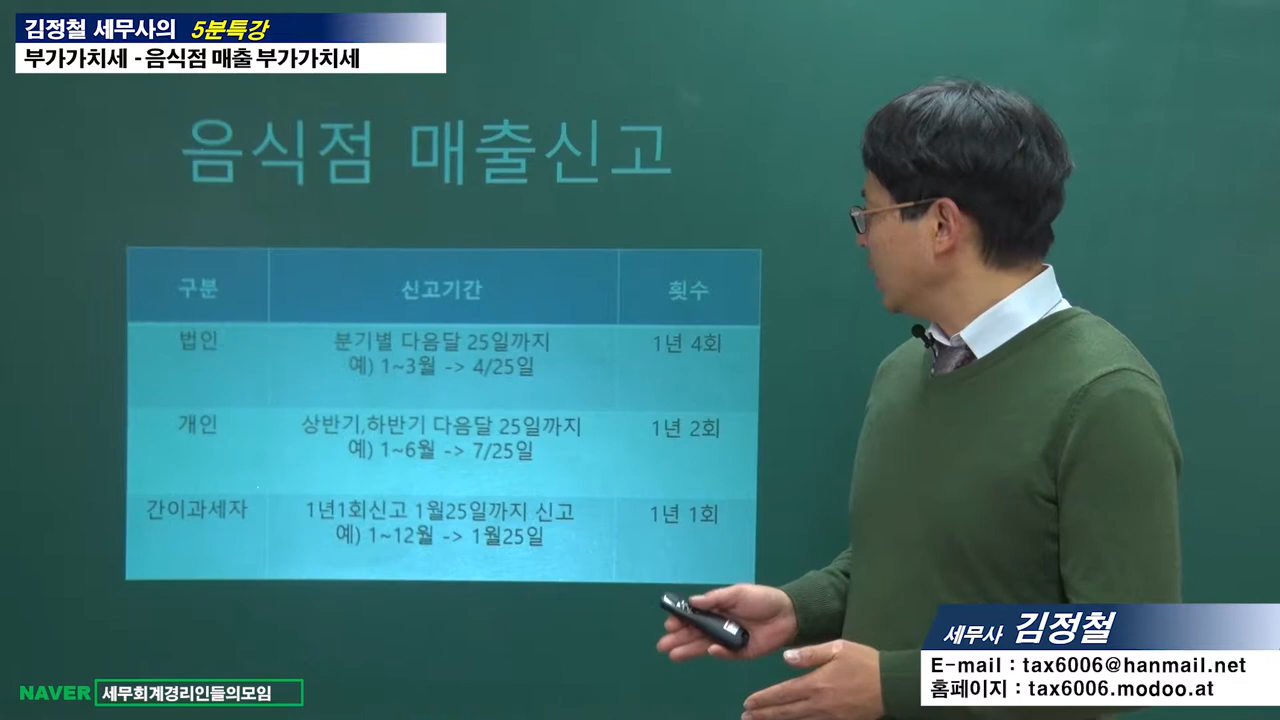 김정철 세무사의 5분특강
부가가치세 - 음식점 매출 부가가치세
음식점 매출신고
구분 신고기간 횟수
법인 분기별 다음달 25일까지 1년 4회
예) 1~3월 -> 4/25일
개인 상반기,하반기 다음달 25일까지 1년 2회
예) 1~6월 -> 7/25일
간이과세자 1년1회신고 1월25일까지 신고 1년 1회
예) 1~12월 -> 1월25일
세무사 김정철
E-mail : tax6006@hanmail.net
홈페이지 : tax6006.modoo.at
NAVER 세무회계경리인들의모임